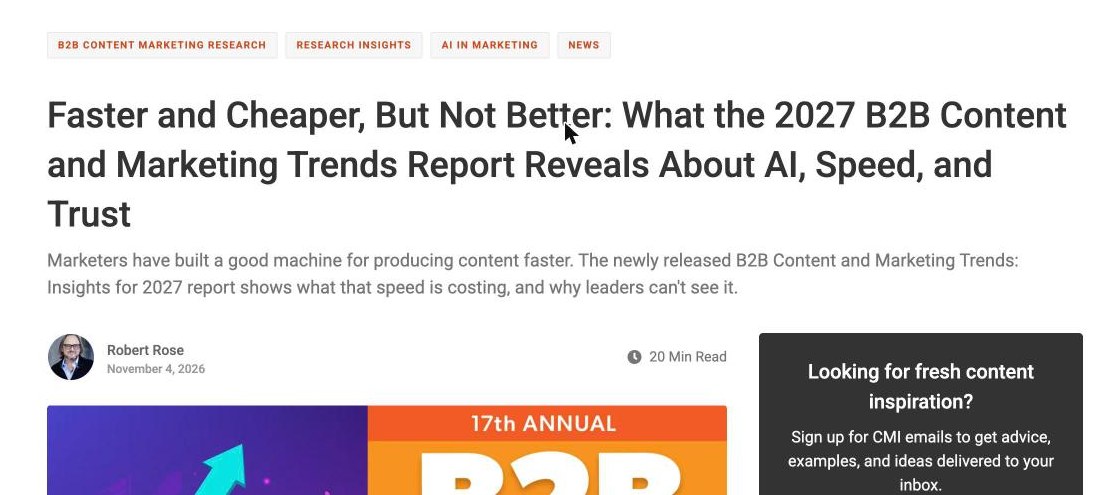 B2B CONTENT MARKETING RESEARCH
RESEARCH INSIGHTS
AI IN MARKETING
NEWS
Faster and Cheaper, But Not Better: What the 2027 B2B Content
and Marketing Trends Report Reveals About AI, Speed, and
Trust
Marketers have built a good machine for producing content faster. The newly released B2B Content and Marketing Trends:
Insights for 2027 report shows what that speed is costing, and why leaders can't see it.
Robert Rose
November 4, 2026
20 Min Read
17th ANNUAL
B2B
Looking for fresh content
inspiration?
Sign up for CMI emails to get advice,
examples, and ideas delivered to your
inbox.